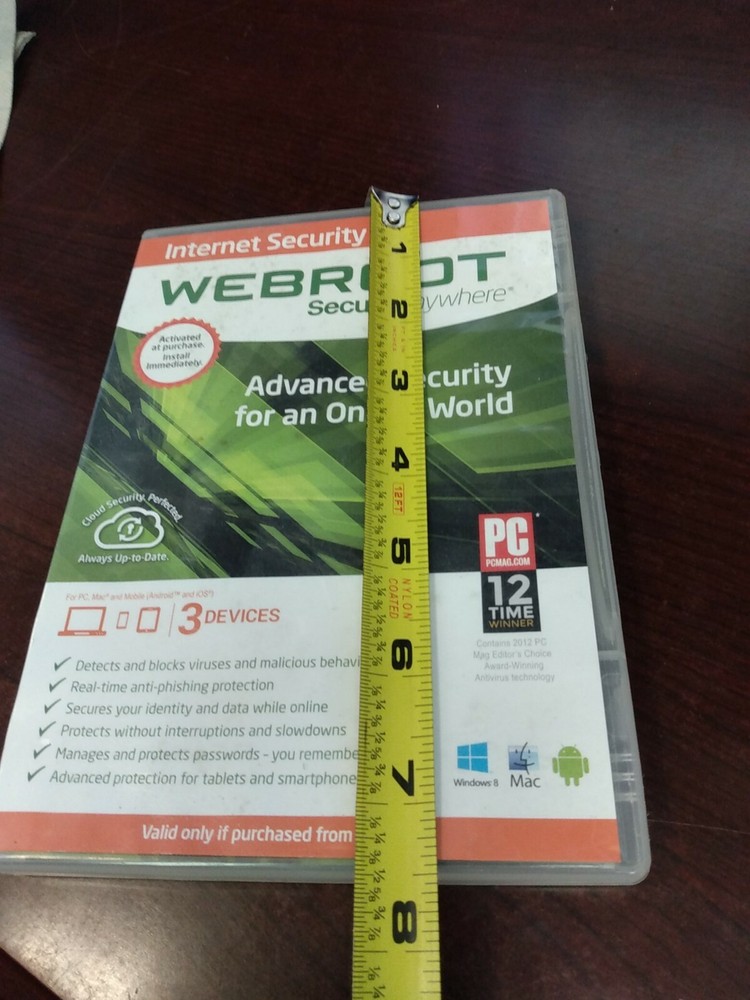 Internet Security
WEBR OT
Secu nywhere
Activated
at purchase.
Install
Immediately.
Advance ecurity
for an On World
Cloud Security. Perfected.
Always Up-to-Date.
For PC, Mac® and Mobile (Android™ and iOS®)
3 DEVICES
✓ Detects and blocks viruses and malicious behavi
✓ Real-time anti-phishing protection
✓ Secures your identity and data while online
✓ Protects without interruptions and slowdowns
✓ Manages and protects passwords - you remembe
✓ Advanced protection for tablets and smartphone
Valid only if purchased from
PC
PCMAG.COM
12
TIME
WINNER
Contains 2012 PC
Mag Editor's Choice
Award-Winning
Antivirus technology
Windows 8
Mac
1
2
3
4
12FT
5
NYLON
COATED
6
7
8